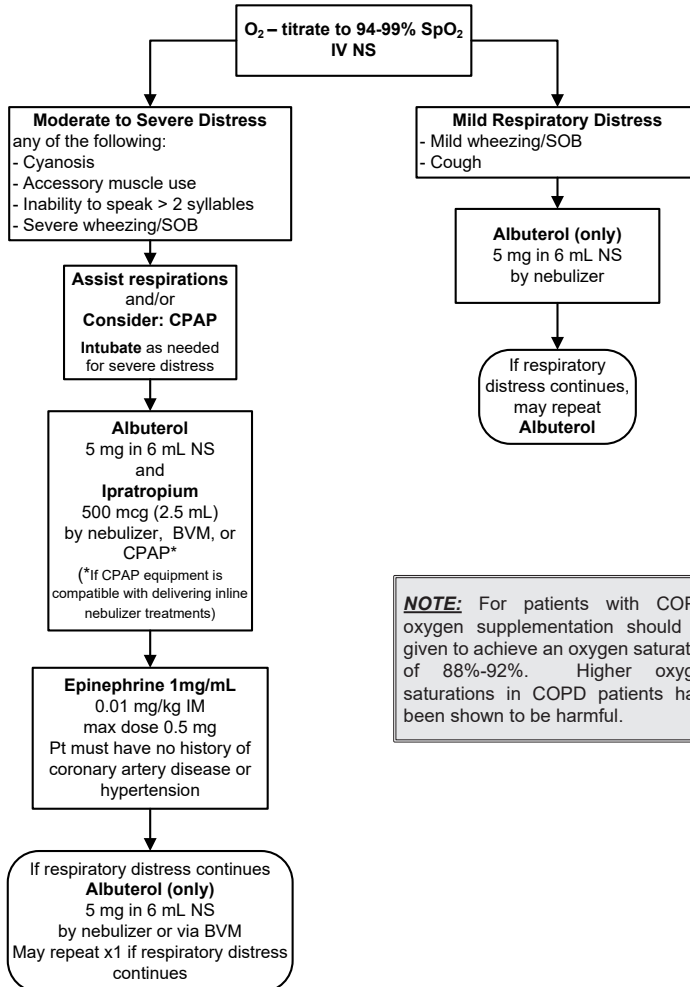 O₂ – titrate to 94-99% SpO₂
IV NS
Moderate to Severe Distress
any of the following:
- Cyanosis
- Accessory muscle use
- Inability to speak > 2 syllables
- Severe wheezing/SOB
Assist respirations
and/or
Consider: CPAP
Intubate as needed
for severe distress
Albuterol
5 mg in 6 mL NS
and
Ipratropium
500 mcg (2.5 mL)
by nebulizer, BVM, or
CPAP*
(*If CPAP equipment is
compatible with delivering inline
nebulizer treatments)
Epinephrine 1mg/mL
0.01 mg/kg IM
max dose 0.5 mg
Pt must have no history of
coronary artery disease or
hypertension
If respiratory distress continues
Albuterol (only)
5 mg in 6 mL NS
by nebulizer or via BVM
May repeat x1 if respiratory distress
continues
Mild Respiratory Distress
- Mild wheezing/SOB
- Cough
Albuterol (only)
5 mg in 6 mL NS
by nebulizer
If respiratory
distress continues,
may repeat
Albuterol
NOTE: For patients with
oxygen supplementation should
given to achieve an oxygen
of 88%-92%. Higher
saturations in COPD patients
been shown to be harmful.